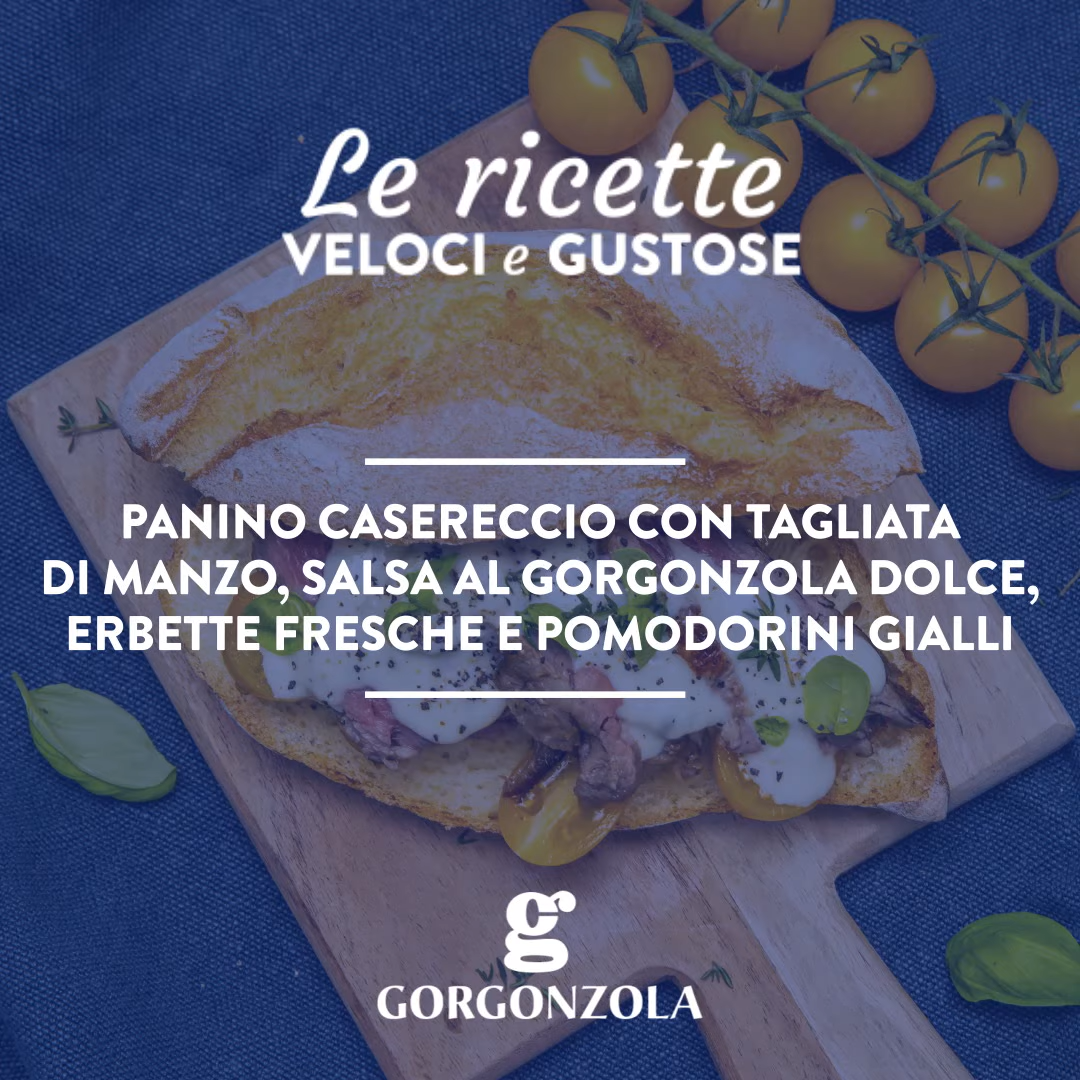 Le ricette
VELOCI e GUSTOSE
PANINO CASERECCIO CON TAGLIATA
DI MANZO, SALSA AL GORGONZOLA DOLCE,
ERBETTE FRESCHE E POMODORINI GIALLI
g
GORGONZOLA